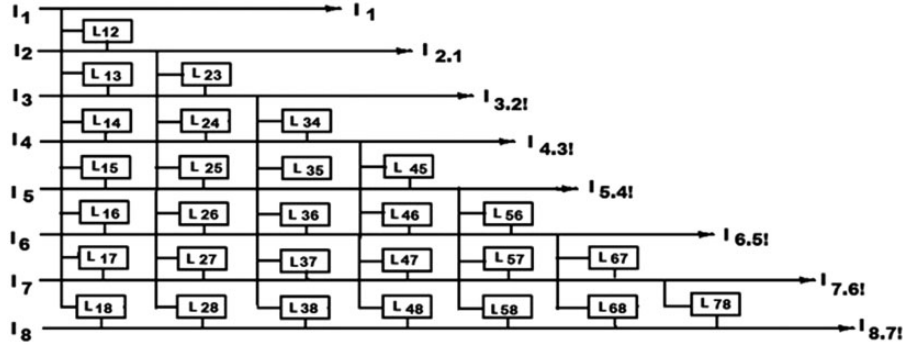 I1 I1
L12
I2 I2.1
L13 L23
I3 I3.2!
L14 L24 L34
I4 I4.3!
L15 L25 L35 L45
I5 I5.4!
L16 L26 L36 L46 L56
I6 I6.5!
L17 L27 L37 L47 L57 L67
I7 I7.6!
L18 L28 L38 L48 L58 L68 L78
I8 I8.7!